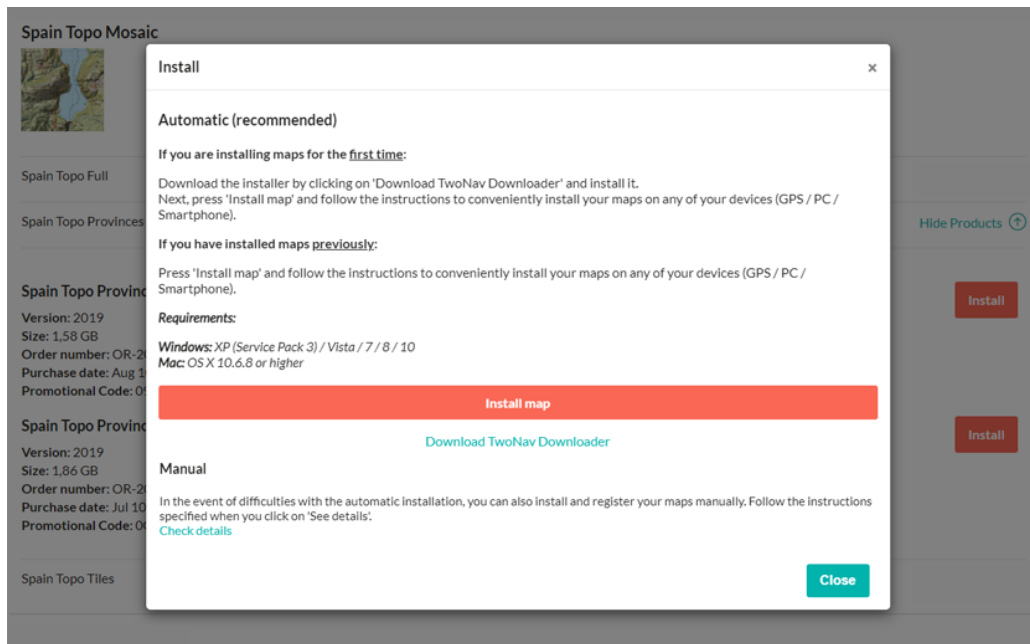 Spain Topo Mosaic
Install
×
Automatic (recommended)
If you are installing maps for the first time:
Spain Topo Full
Download the installer by clicking on 'Download TwoNav Downloader' and install it.
Next, press 'Install map' and follow the instructions to conveniently install your maps on any of your devices (GPS / PC /
Smartphone).
Spain Topo Provinces
Hide Products
If you have installed maps previously:
Press 'Install map' and follow the instructions to conveniently install your maps on any of your devices (GPS / PC /
Smartphone).
Spain Topo
Install
Version: 2019
Requirements:
Size: 1,58 GB
Windows: XP (Service Pack 3) / Vista / 7 / 8 / 10
Order number:
Mac: OS X 10.6.8 or higher
Purchase date: Aug
Promotional Code:
Install map
Spain Topo
Install
Download TwoNav Downloader
Version: 2019
Size: 1,86 GB
Manual
Order number:
Purchase date: Jul 10
In the event of difficulties with the automatic installation, you can also install and register your maps manually. Follow the instructions
specified when you click on 'See details'.
Promotional Code:
Check details
Spain Topo Tiles
Close